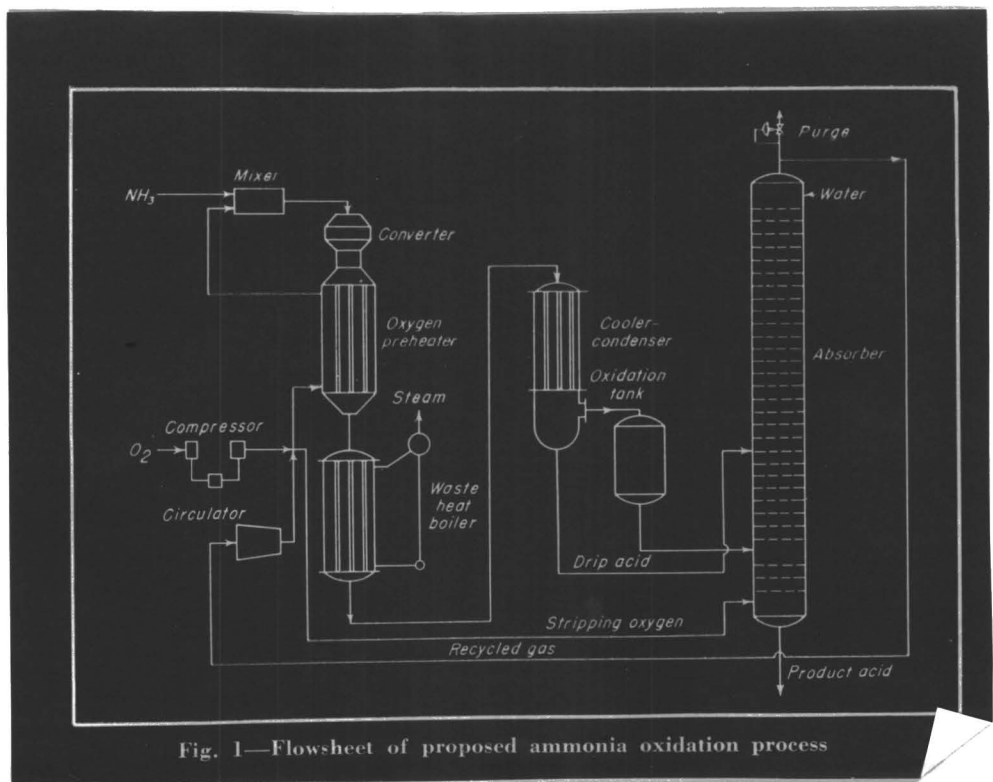 Purge
Mixer
NH₃
Water
Converter
Oxygen
preheater
Cooler-
condenser
Absorber
Oxidation
tank
Steam
Compressor
O₂
Waste
heat
boiler
Circulator
Drip acid
Stripping oxygen
Recycled gas
Product acid
Fig. 1—Flowsheet of proposed ammonia oxidation process